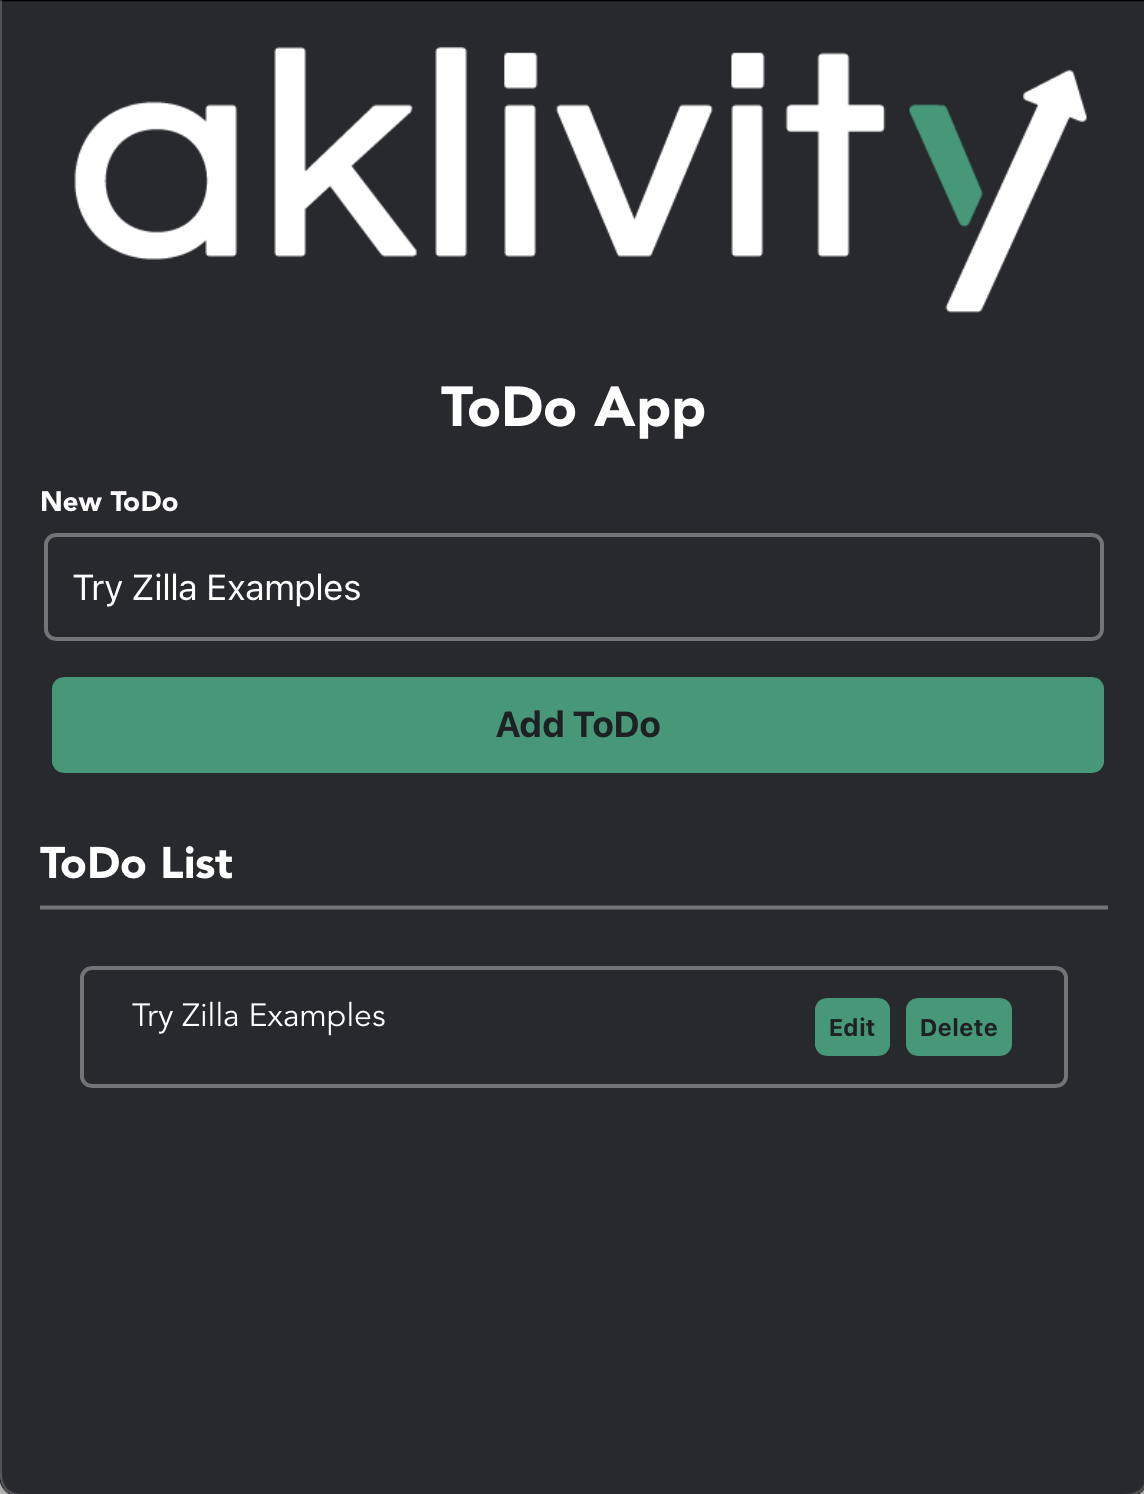 aklivity
ToDo App
New ToDo
Try Zilla Examples
Add ToDo
ToDo List
Try Zilla Examples
Edit Delete